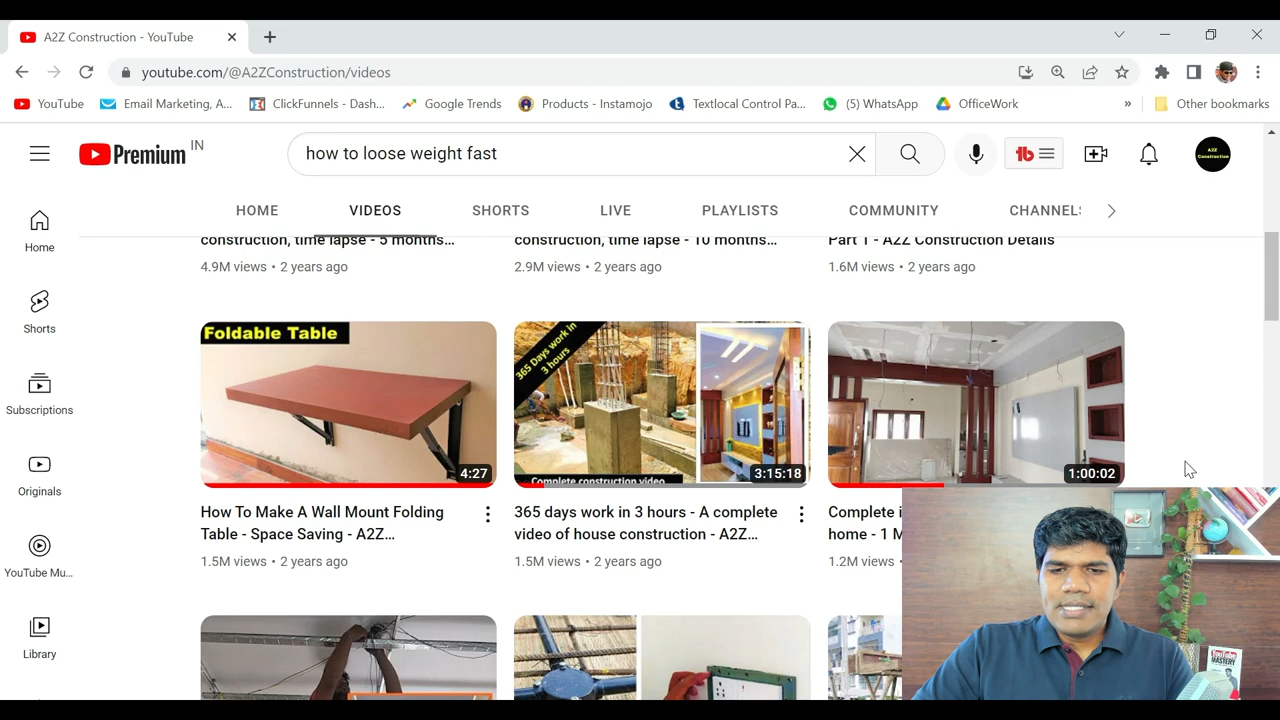 A2Z Construction - YouTube
youtube.com/@A2ZConstruction/videos
YouTube Email Marketing, A... ClickFunnels - Dash... Google Trends Products - Instamojo Textlocal Control Pa... (5) WhatsApp OfficeWork » Other bookmarks
Premium IN
how to loose weight fast
A2Z
Construction
HOME VIDEOS SHORTS LIVE PLAYLISTS COMMUNITY CHANNELS
Home
Shorts
Subscriptions
Originals
YouTube Mu...
Library
construction, time lapse - 5 months...
4.9M views • 2 years ago
construction, time lapse - 10 months...
2.9M views • 2 years ago
Part 1 - A2Z Construction Details
1.6M views • 2 years ago
Foldable Table
4:27
How To Make A Wall Mount Folding
Table - Space Saving - A2Z...
1.5M views • 2 years ago
365 Days work in
3 hours
Complete construction video
3:15:18
365 days work in 3 hours - A complete
video of house construction - A2Z...
1.5M views • 2 years ago
1:00:02
Complete i
home - 1 M
1.2M views
YouTube
MASTERY